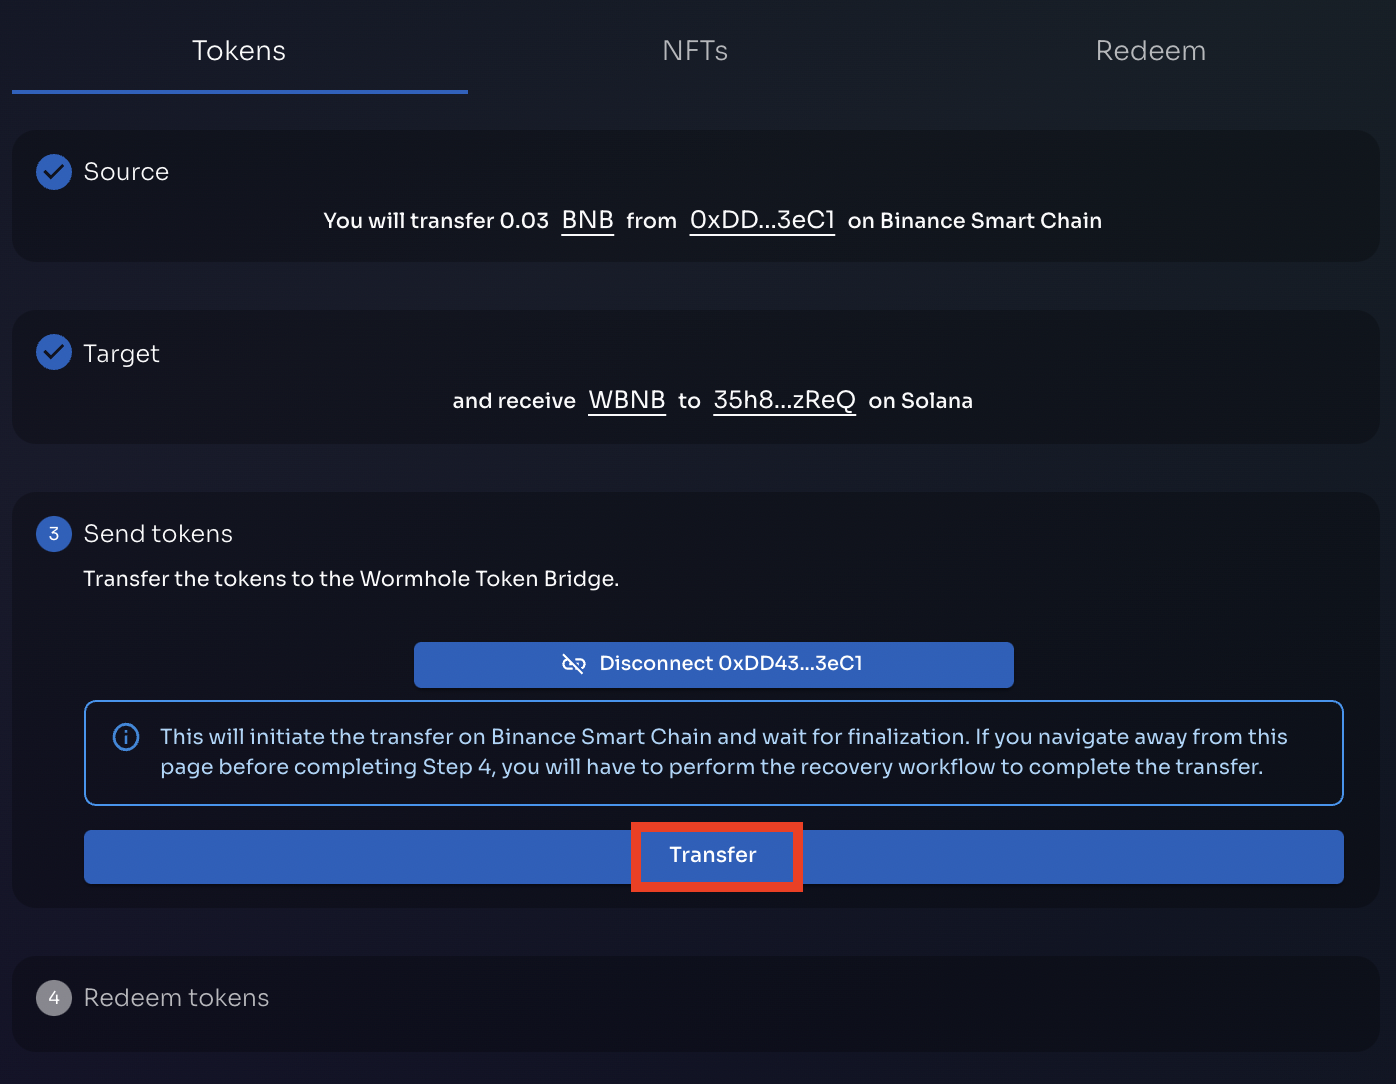 Tokens NFTs Redeem
Source
You will transfer 0.03 BNB from 0xDD...3eC1 on Binance Smart Chain
Target
and receive WBNB to 35h8...zReQ on Solana
3 Send tokens
Transfer the tokens to the Wormhole Token Bridge.
Disconnect 0xDD43...3eC1
This will initiate the transfer on Binance Smart Chain and wait for finalization. If you navigate away from this
page before completing Step 4, you will have to perform the recovery workflow to complete the transfer.
Transfer
4 Redeem tokens